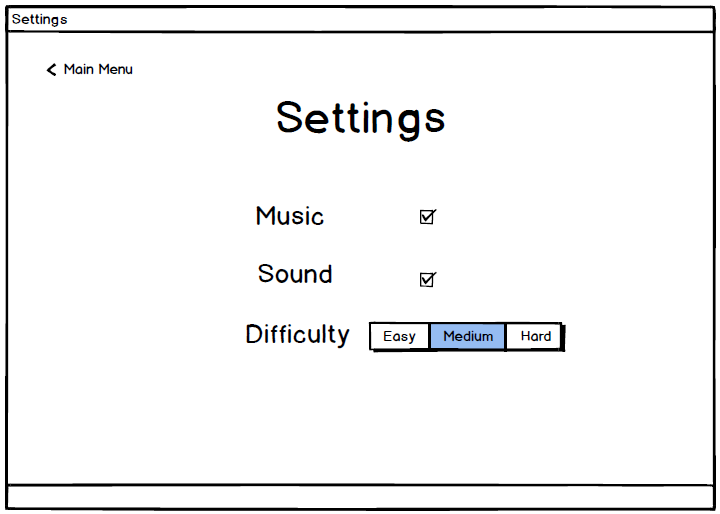 Settings
Main Menu
Settings
Music
Sound
Difficulty Easy Medium Hard